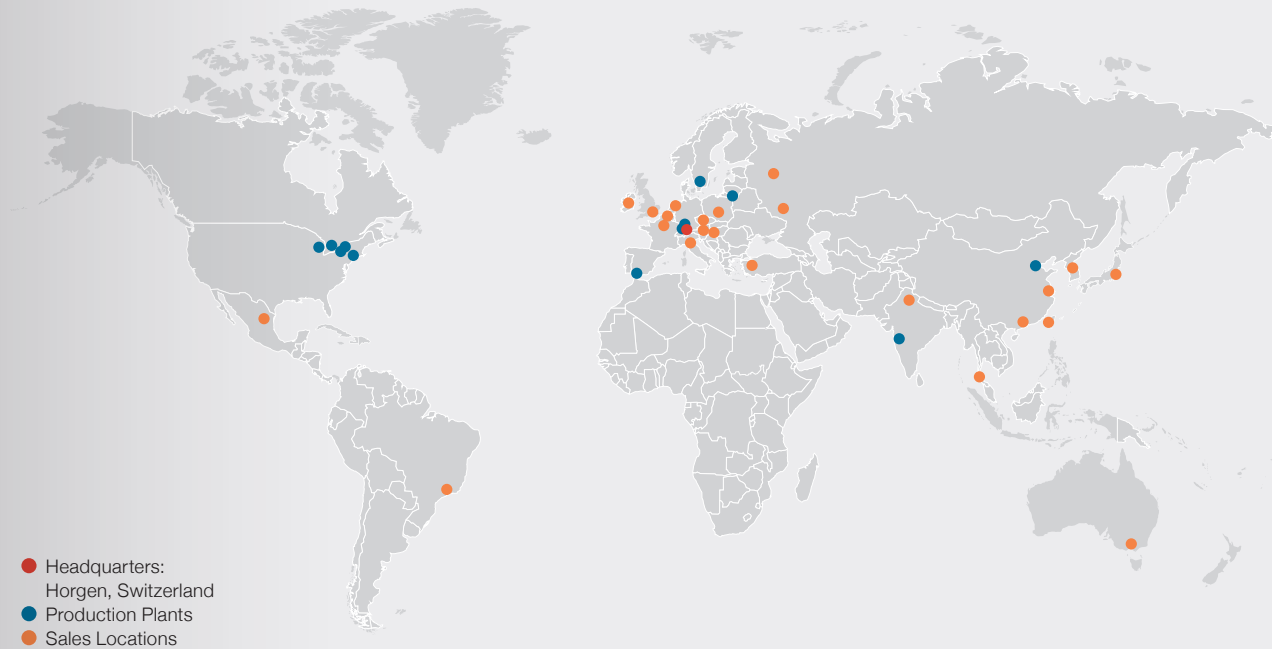 Headquarters:
Horgen, Switzerland
Production Plants
Sales Locations